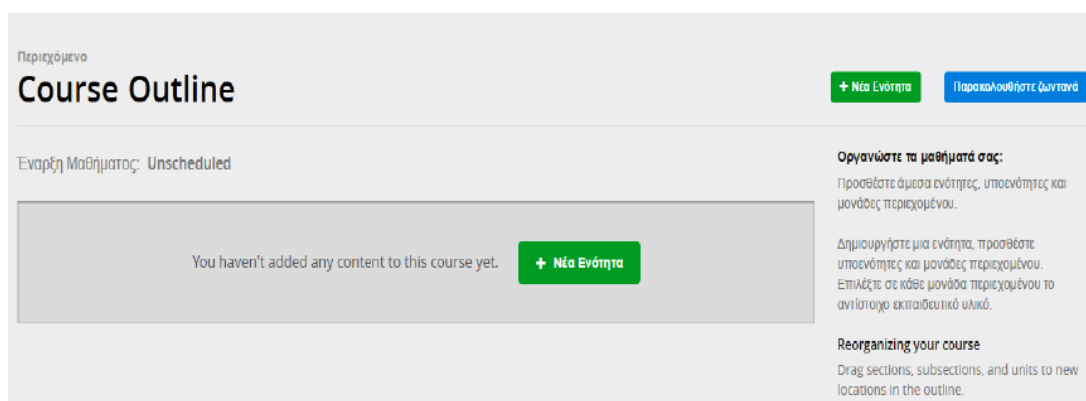 Περιεχόμενο
Course Outline
+ Νέα Ενότητα
Παρακολουθήστε ζωντανά
Έναρξη Μαθήματος: Unscheduled
You haven't added any content to this course yet.
+ Νέα Ενότητα
Οργανώστε τα μαθήματά σας:
Προσθέστε άμεσα ενότητες, υποενότητες και
μονάδες περιεχομένου.
Δημιουργήστε μια ενότητα, προσθέστε
υποενότητες και μονάδες περιεχομένου.
Επιλέξτε σε κάθε μονάδα περιεχομένου το
αντίστοιχο εκπαιδευτικό υλικό.
Reorganizing your course
Drag sections, subsections, and units to new
locations in the outline.